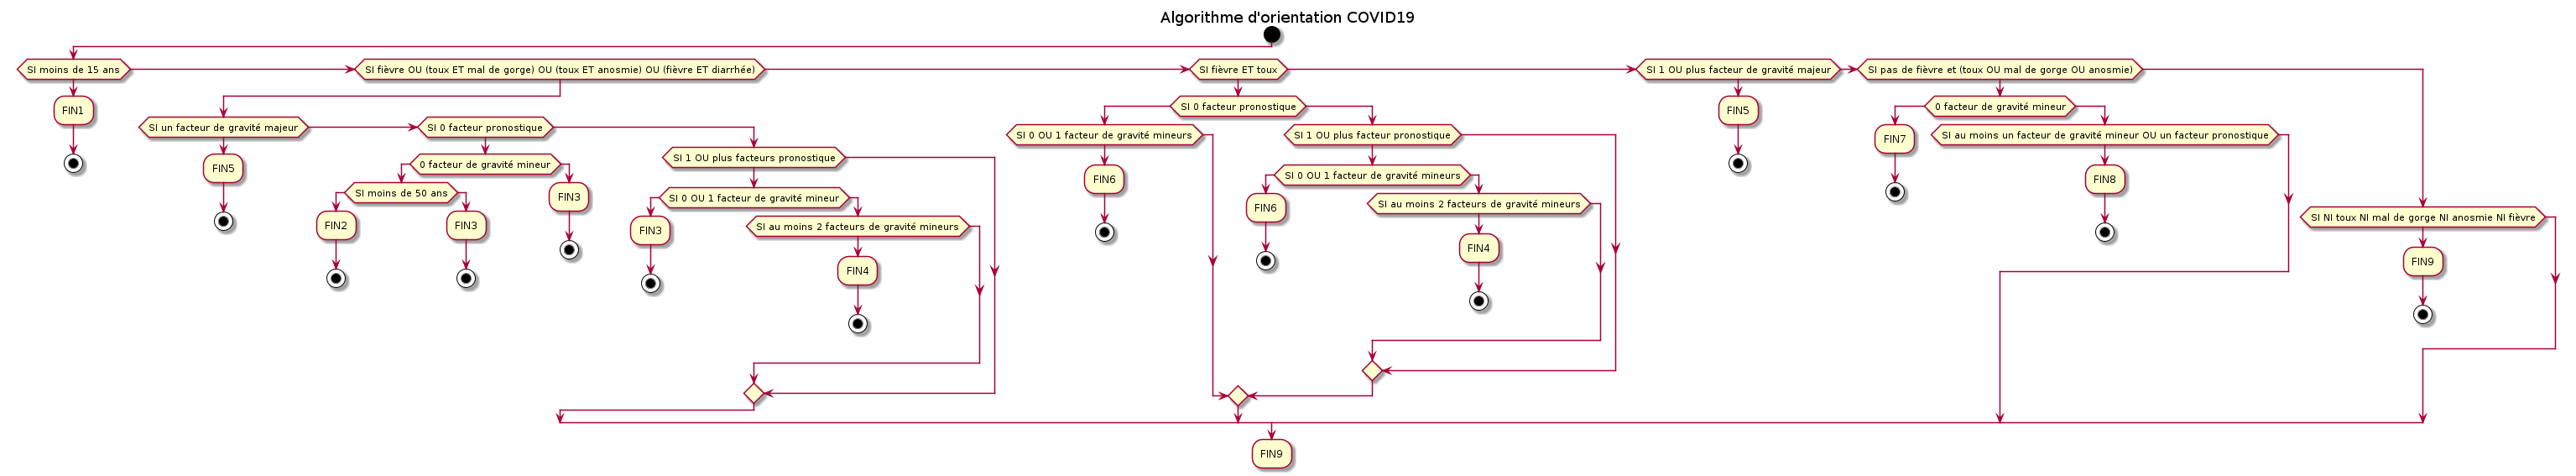 Algorithme d'orientation COVID19
SI moins de 15 ans
SI fièvre OU (toux ET mal de gorge) OU (toux ET anosmie) OU (fièvre ET diarrhée)
SI fièvre ET toux
SI 1 OU plus facteur de gravité majeur
SI pas de fièvre et (toux OU mal de gorge OU anosmie)
FIN1
SI un facteur de gravité majeur
FIN5
SI 0 facteur pronostique
0 facteur de gravité mineur
SI moins de 50 ans
FIN2
FIN3
FIN3
SI 1 OU plus facteurs pronostique
SI 0 OU 1 facteur de gravité mineur
FIN3
SI au moins 2 facteurs de gravité mineurs
FIN4
SI 0 facteur pronostique
SI 0 OU 1 facteur de gravité mineurs
FIN6
SI 1 OU plus facteur pronostique
SI 0 OU 1 facteur de gravité mineurs
FIN6
SI au moins 2 facteurs de gravité mineurs
FIN4
FIN5
0 facteur de gravité mineur
FIN7
SI au moins un facteur de gravité mineur OU un facteur pronostique
FIN8
SI NI toux NI mal de gorge NI anosmie NI fièvre
FIN9
FIN9